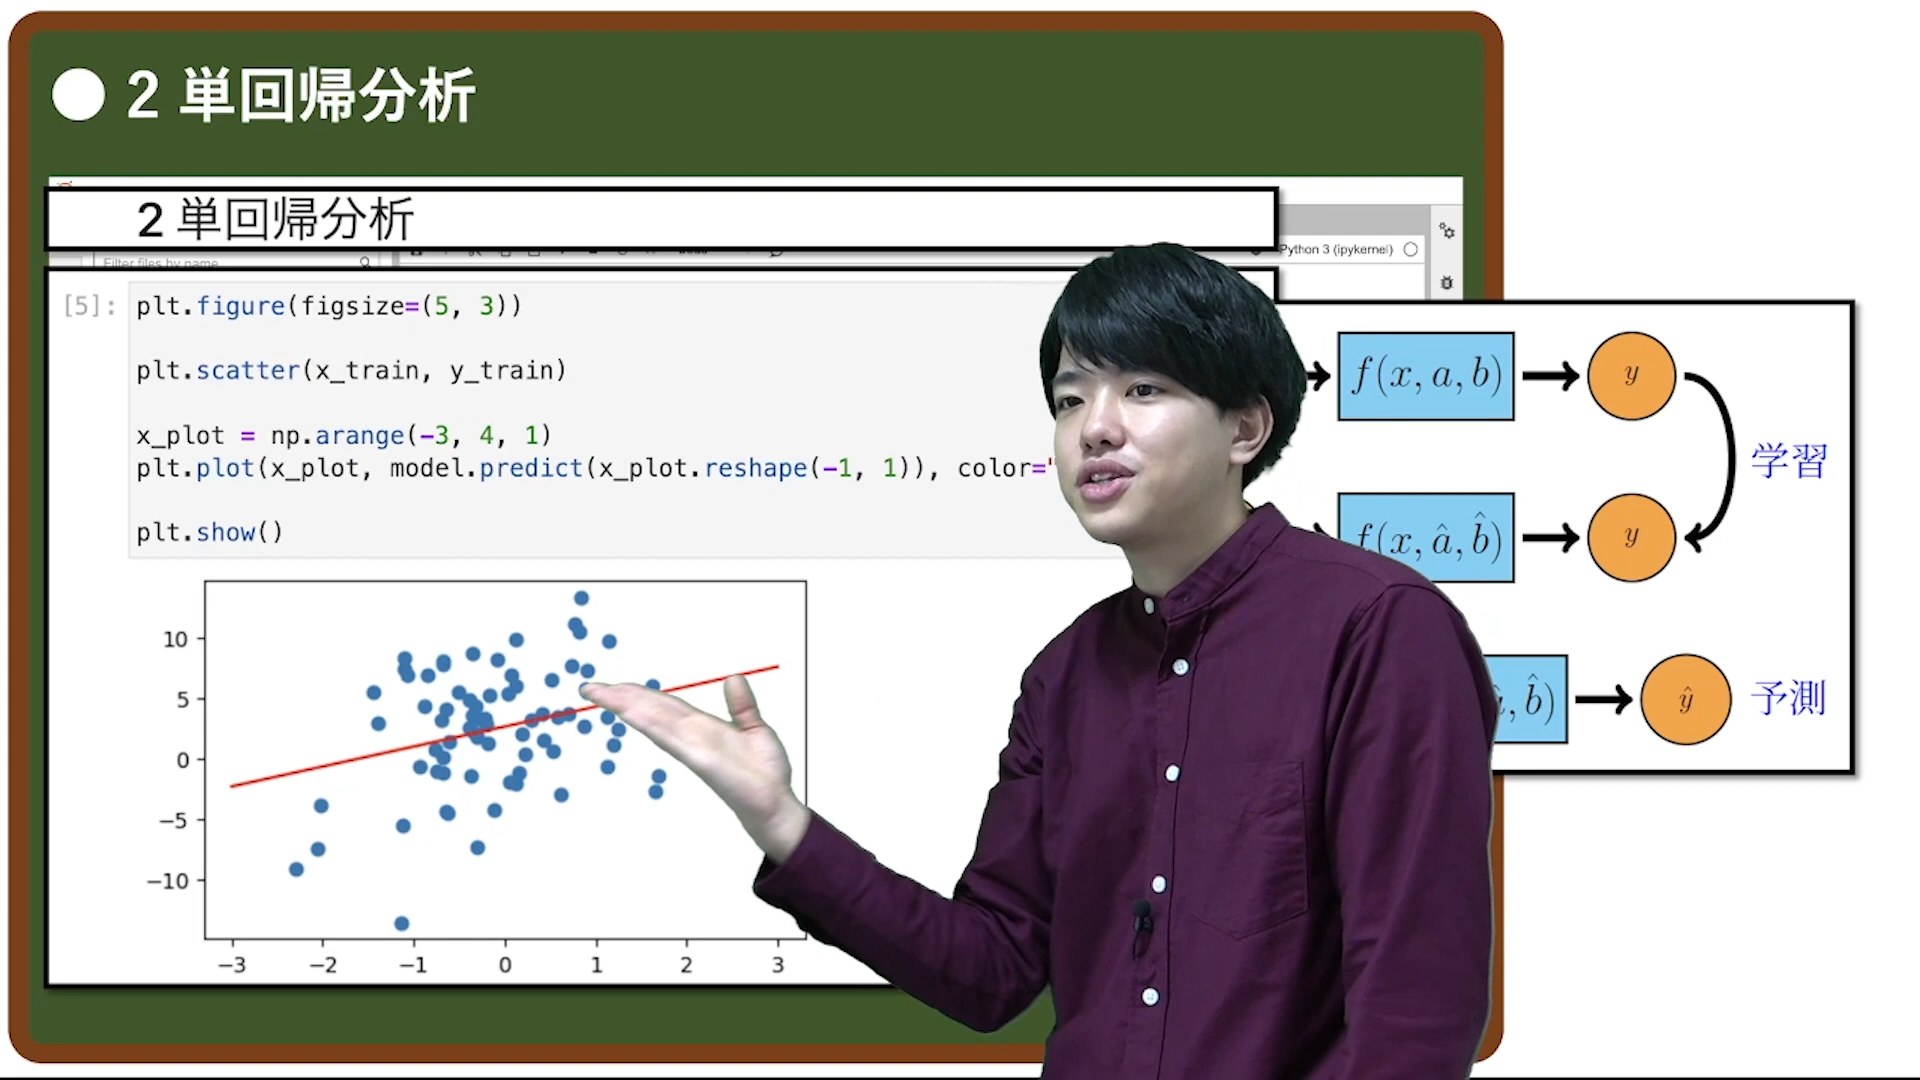 ● 2 単回帰分析
2 単回帰分析
Filter files by name
Python 3 (ipykernel)
[5]:
plt.figure(figsize=(5, 3))
plt.scatter(x_train, y_train)
x_plot = np.arange(-3, 4, 1)
plt.plot(x_plot, model.predict(x_plot.reshape(-1, 1)), color='
plt.show()
10
5
0
−5
−10
−3 −2 −1 0 1 2 3
f(x, a, b) y
学習
f(x, â, b̂) y
, b̂) ŷ 予測